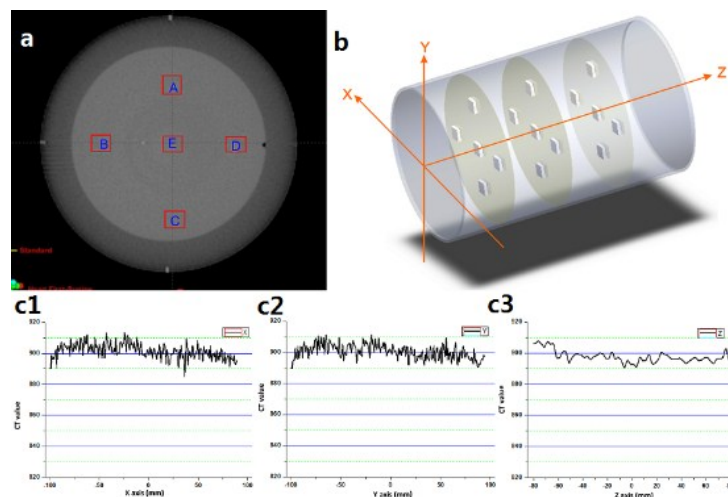 a
A
B
E
D
C
Standard
b
Y
X
Z
c1
920
900
880
860
840
820
CT value
X
-100
-50
0
50
100
X axis (mm)
c2
920
900
880
860
840
820
CT value
Y
-100
-50
0
50
100
Y axis (mm)
c3
920
900
880
860
840
820
CT value
Z
-80
-60
-40
-20
0
20
40
60
Z axis (mm)